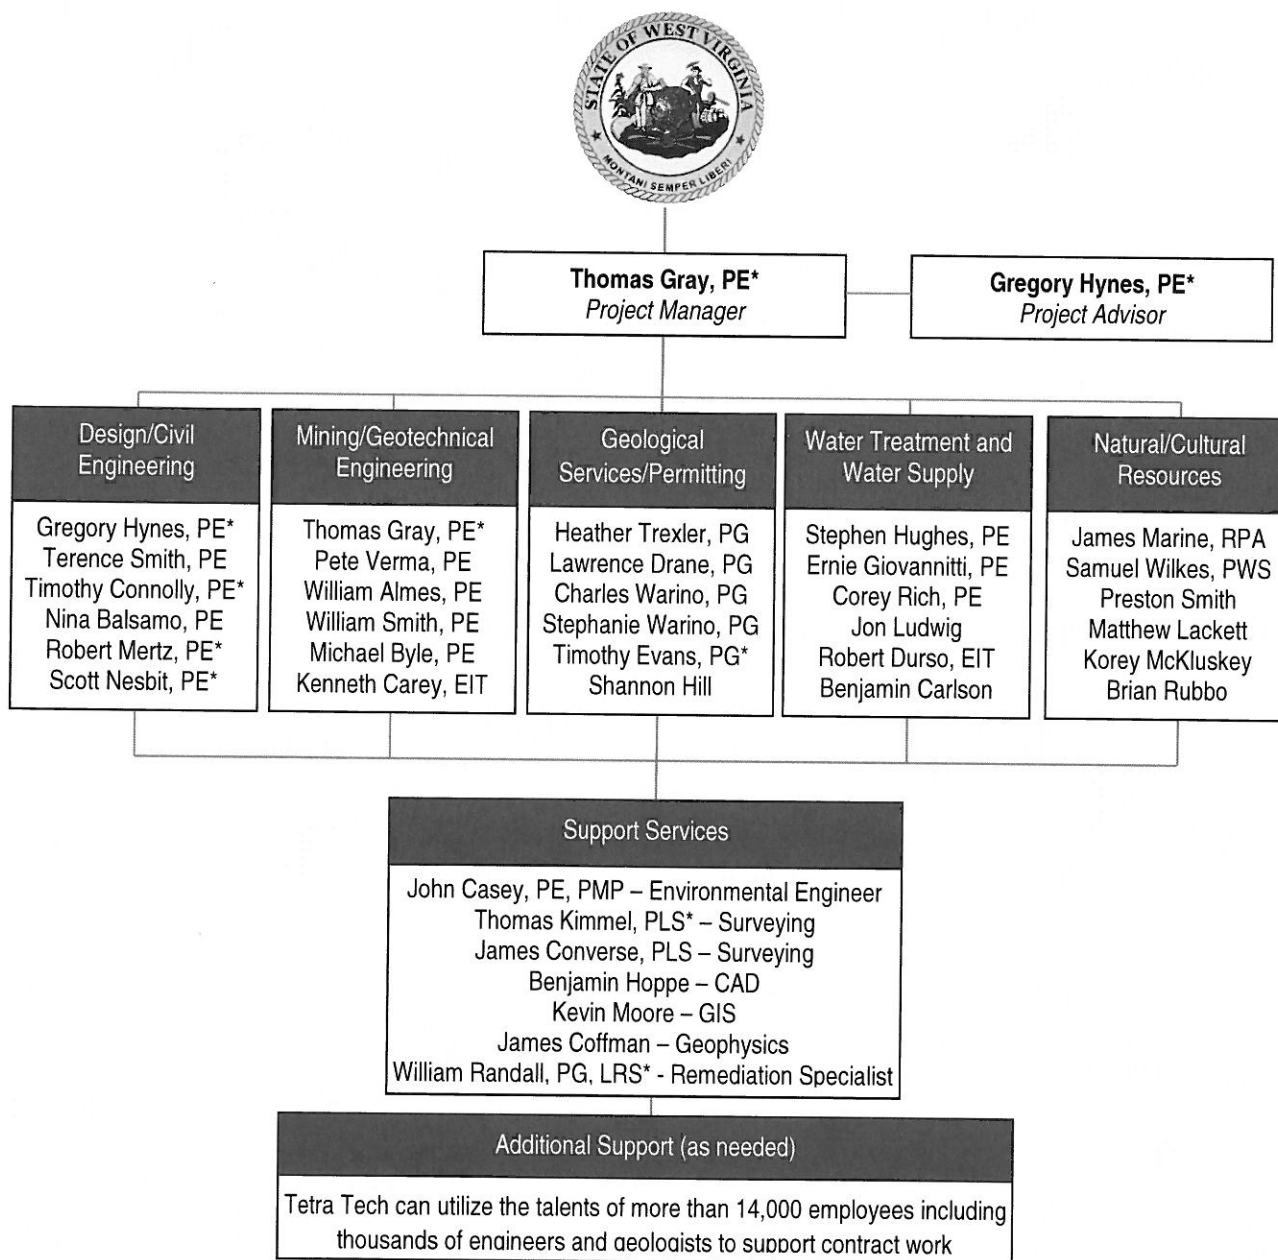 STATE OF WEST VIRGINIA
MONTANI SEMPER LIBERI
Thomas Gray, PE*
Project Manager
Gregory Hynes, PE*
Project Advisor
Design/Civil
Engineering
Gregory Hynes, PE*
Terence Smith, PE
Timothy Connolly, PE*
Nina Balsamo, PE
Robert Mertz, PE*
Scott Nesbit, PE*
Mining/Geotechnical
Engineering
Thomas Gray, PE*
Pete Verma, PE
William Almes, PE
William Smith, PE
Michael Byle, PE
Kenneth Carey, EIT
Geological
Services/Permitting
Heather Trexler, PG
Lawrence Drane, PG
Charles Warino, PG
Stephanie Warino, PG
Timothy Evans, PG*
Shannon Hill
Water Treatment and
Water Supply
Stephen Hughes, PE
Ernie Giovannitti, PE
Corey Rich, PE
Jon Ludwig
Robert Durso, EIT
Benjamin Carlson
Natural/Cultural
Resources
James Marine, RPA
Samuel Wilkes, PWS
Preston Smith
Matthew Lackett
Korey McKluskey
Brian Rubbo
Support Services
John Casey, PE, PMP – Environmental Engineer
Thomas Kimmel, PLS* – Surveying
James Converse, PLS – Surveying
Benjamin Hoppe – CAD
Kevin Moore – GIS
James Coffman – Geophysics
William Randall, PG, LRS* - Remediation Specialist
Additional Support (as needed)
Tetra Tech can utilize the talents of more than 14,000 employees including
thousands of engineers and geologists to support contract work